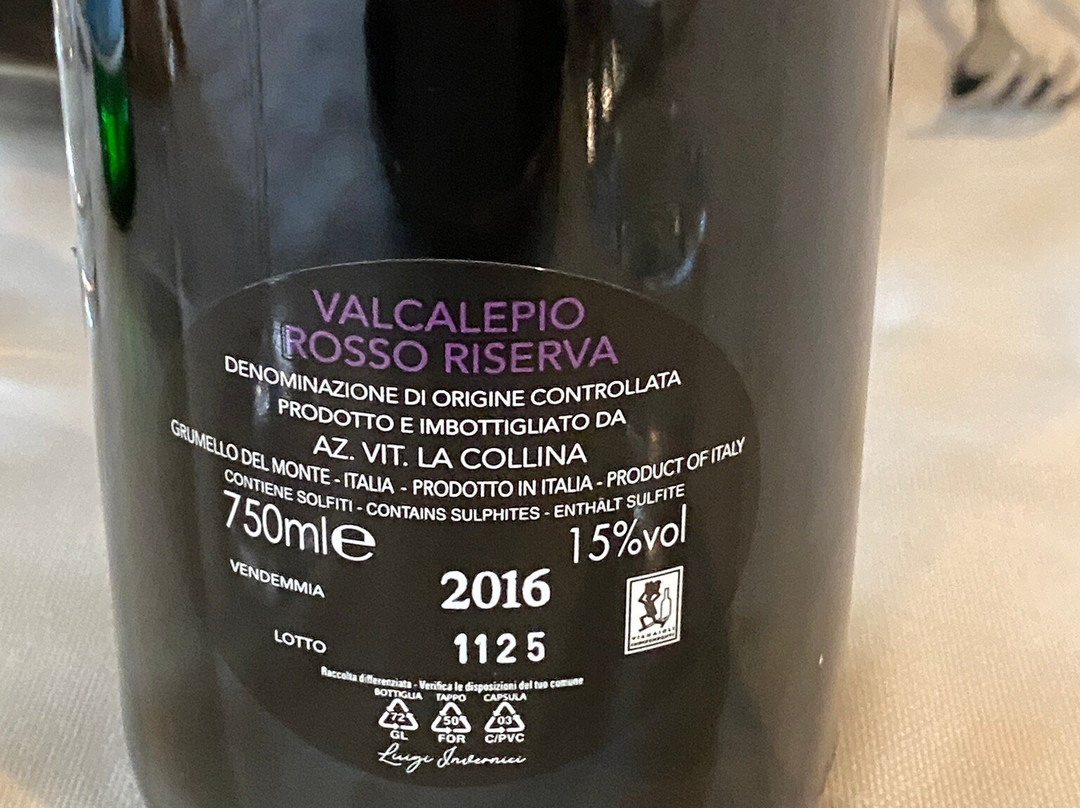 VALCALEPIO
ROSSO RISERVA
DENOMINAZIONE DI ORIGINE CONTROLLATA
PRODOTTO E IMBOTTIGLIATO DA
AZ. VIT. LA COLLINA
GRUMELLO DEL MONTE - ITALIA - PRODOTTO IN ITALIA - PRODUCT OF ITALY
CONTIENE SOLFITI - CONTAINS SULPHITES - ENTHÄLT SULFITE
750ml e 15%vol
VENDEMMIA 2016
LOTTO 1125
Raccolta differenziata - Verifica le disposizioni del tuo comune
BOTTIGLIA TAPPO CAPSULA
72 50 03
GL FOR C/PVC
Luigi Invernici